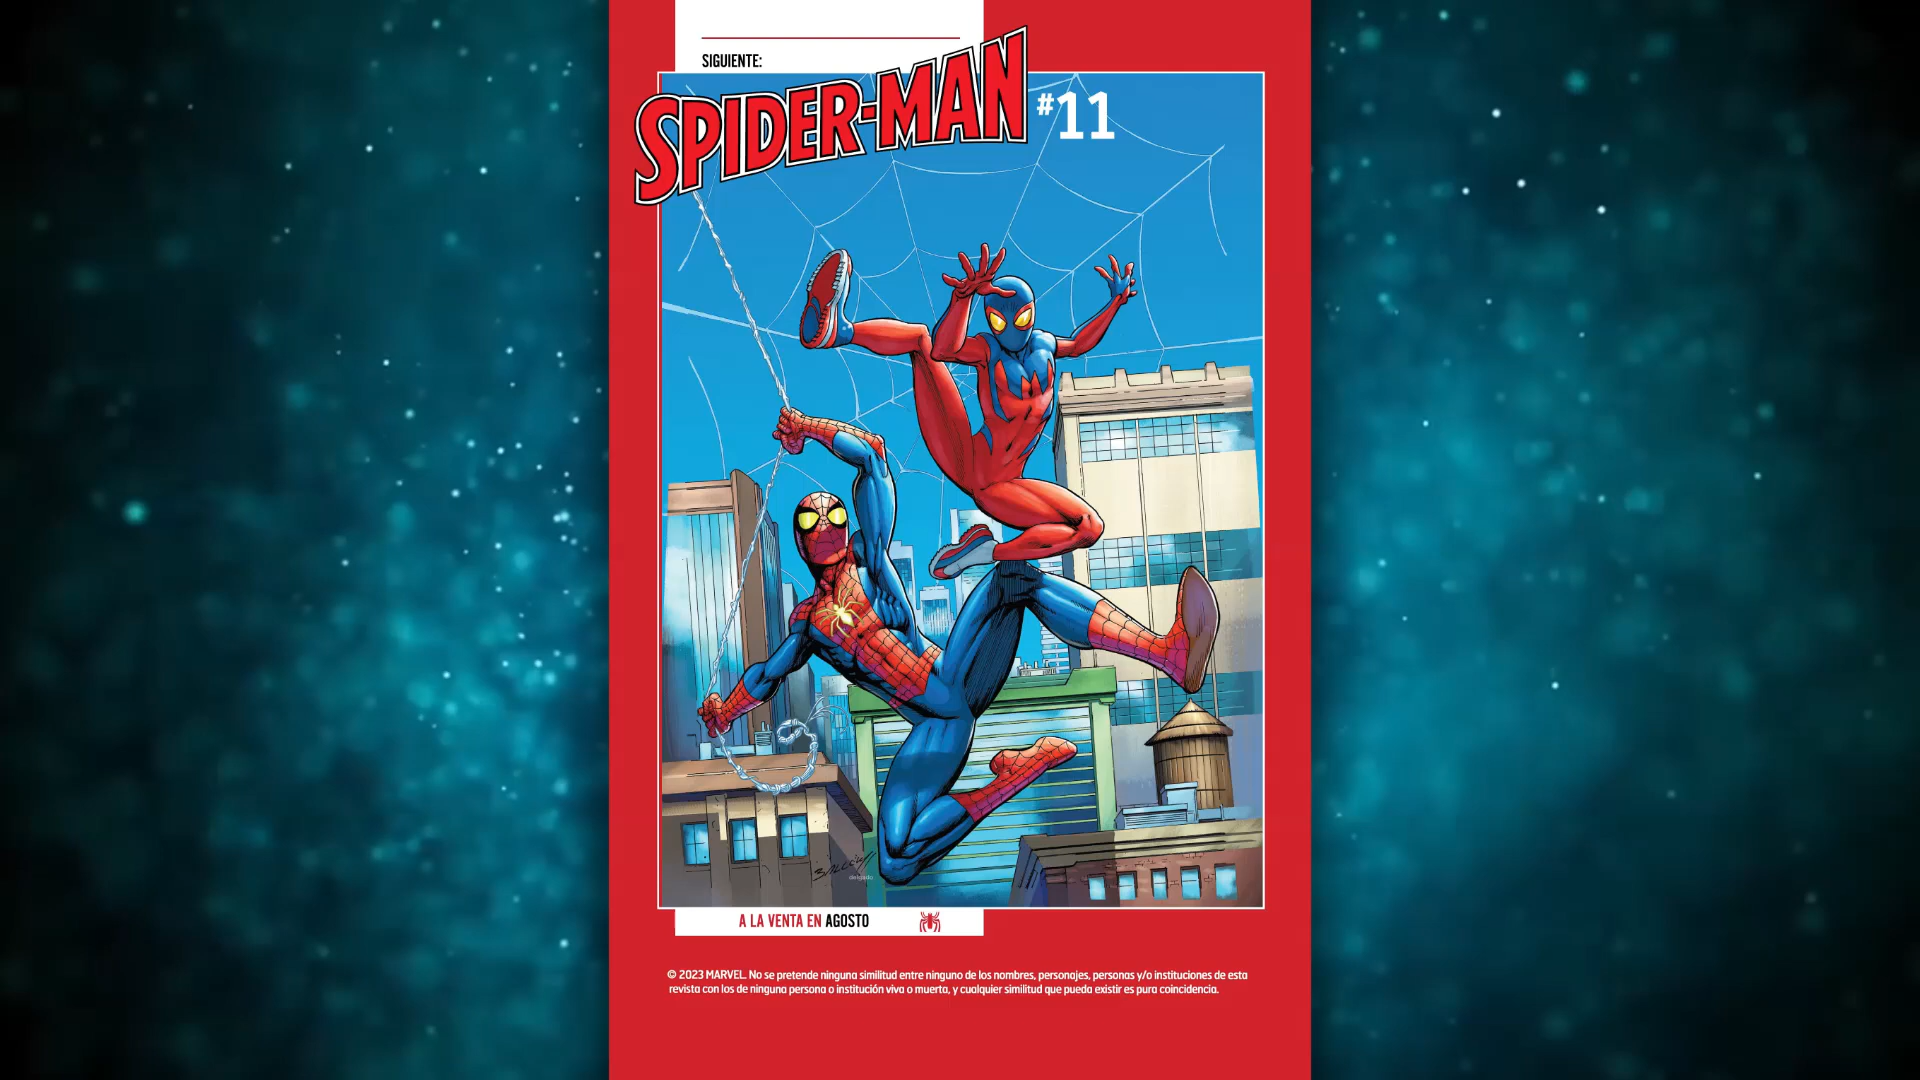 SIGUIENTE:
SPIDER-MAN #11
delgado
A LA VENTA EN AGOSTO
© 2023 MARVEL. No se pretende ninguna similitud entre ninguno de los nombres, personajes, personas y/o instituciones de esta
revista con los de ninguna persona o institución viva o muerta, y cualquier similitud que pueda existir es pura coincidencia.